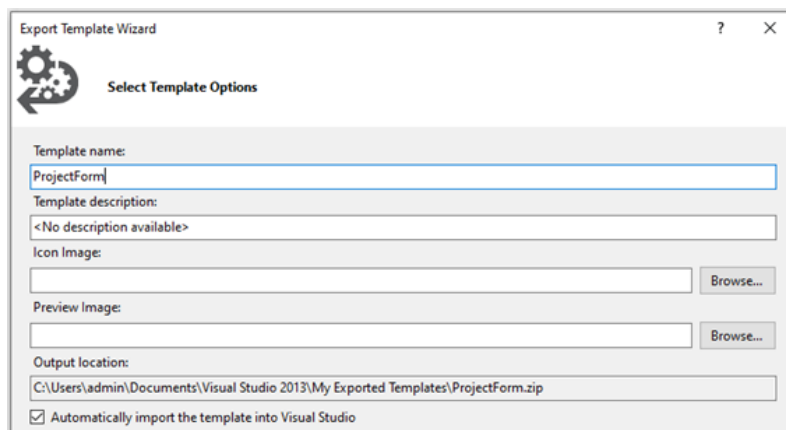 Export Template Wizard ? X
Select Template Options
Template name:
ProjectForm
Template description:
<No description available>
Icon Image:
Browse...
Preview Image:
Browse...
Output location:
C:\Users\admin\Documents\Visual Studio 2013\My Exported Templates\ProjectForm.zip
Automatically import the template into Visual Studio